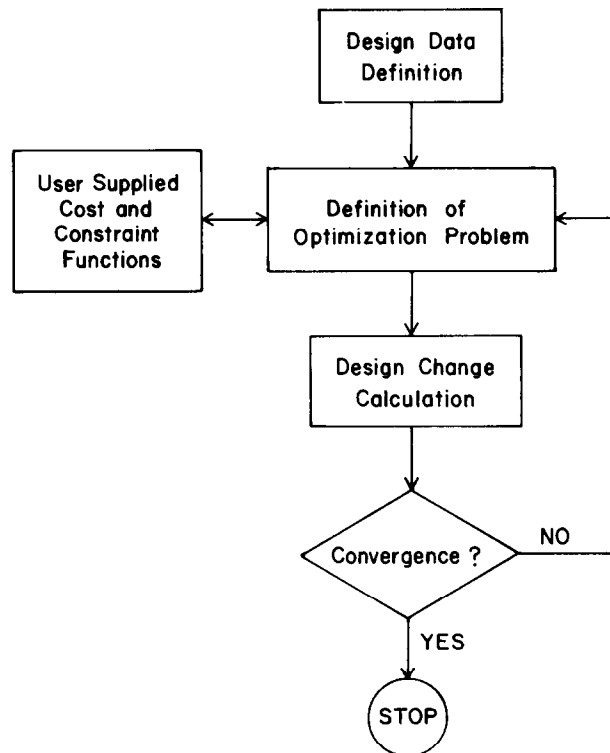 Design Data
Definition
User Supplied
Cost and
Constraint
Functions
Definition of
Optimization Problem
Design Change
Calculation
Convergence ?
NO
YES
STOP